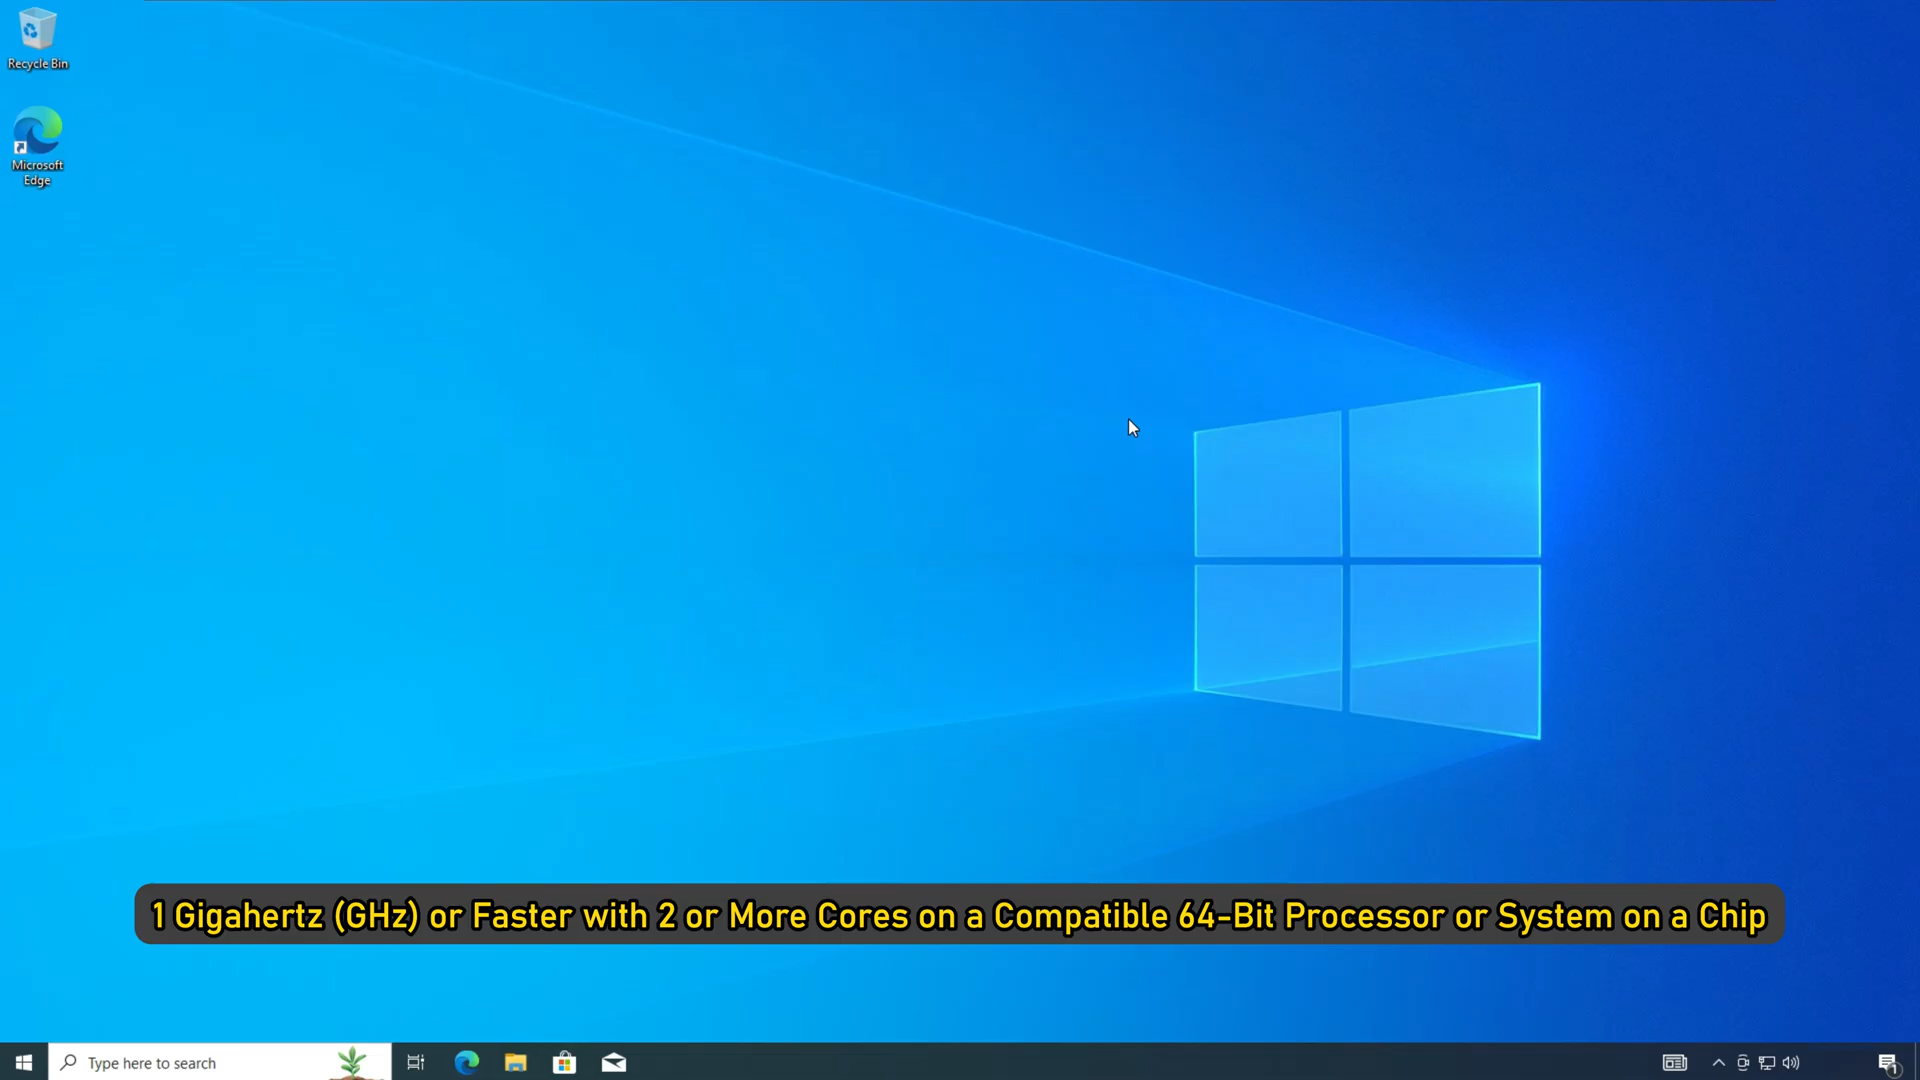 Recycle Bin
Microsoft
Edge
1 Gigahertz (GHz) or Faster with 2 or More Cores on a Compatible 64-Bit Processor or System on a Chip
Type here to search
1